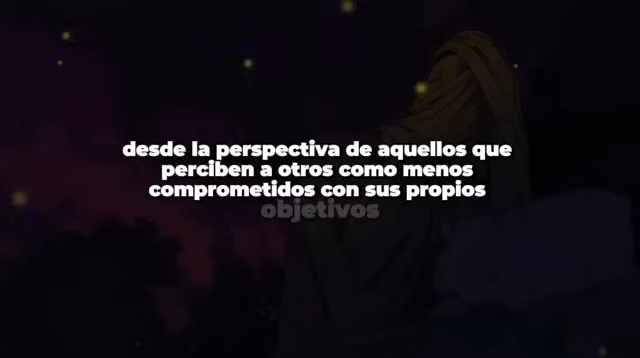 desde la perspectiva de aquellos que
perciben a otros como menos
comprometidos con sus propios
objetivos